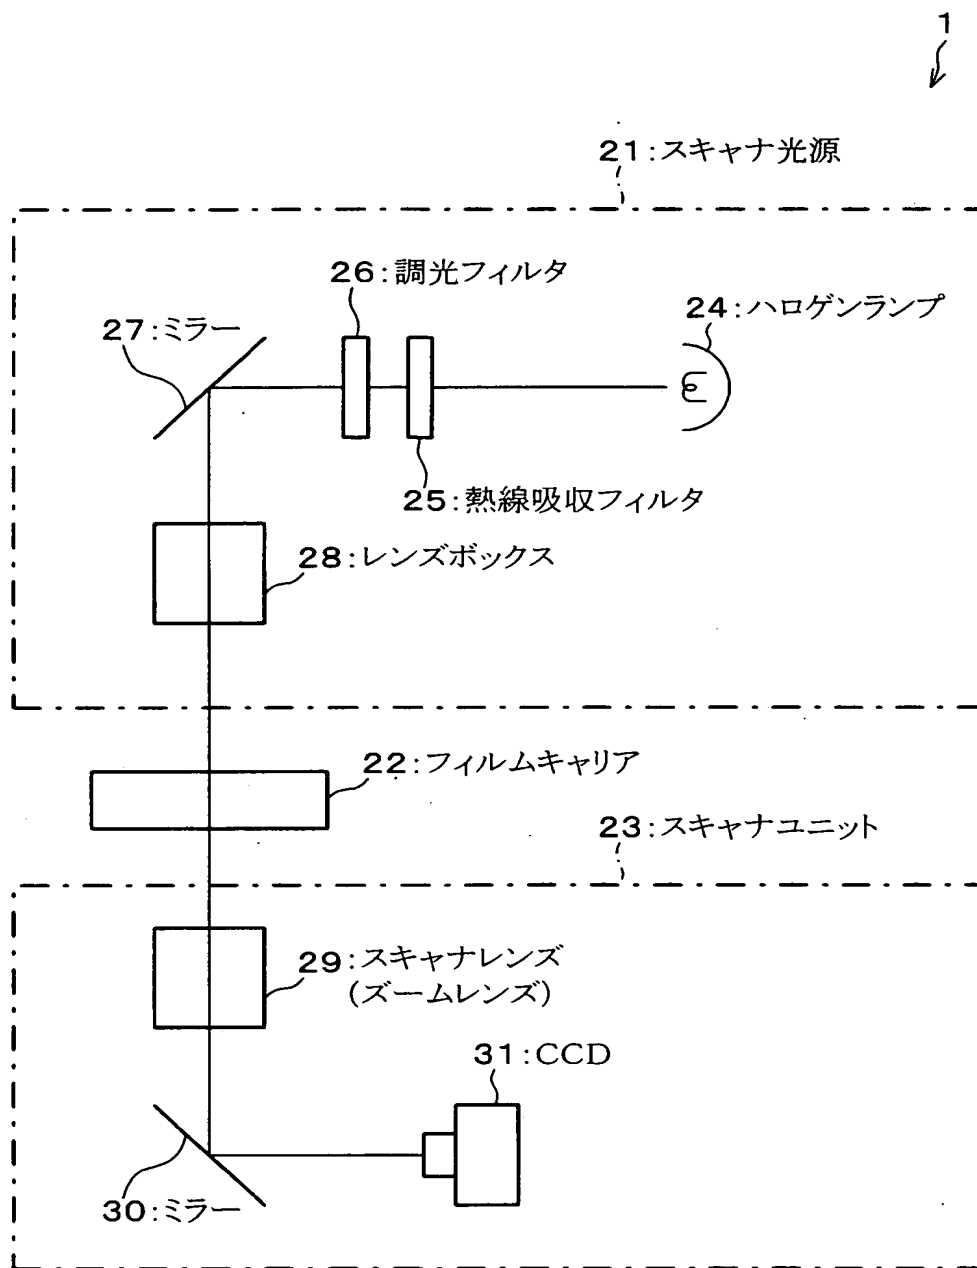 1
21:スキャナ光源
26:調光フィルタ
24:ハロゲンランプ
27:ミラー
25:熱線吸収フィルタ
28:レンズボックス
22:フィルムキャリア
23:スキャナユニット
29:スキャナレンズ
(ズームレンズ)
31:CCD
30:ミラー